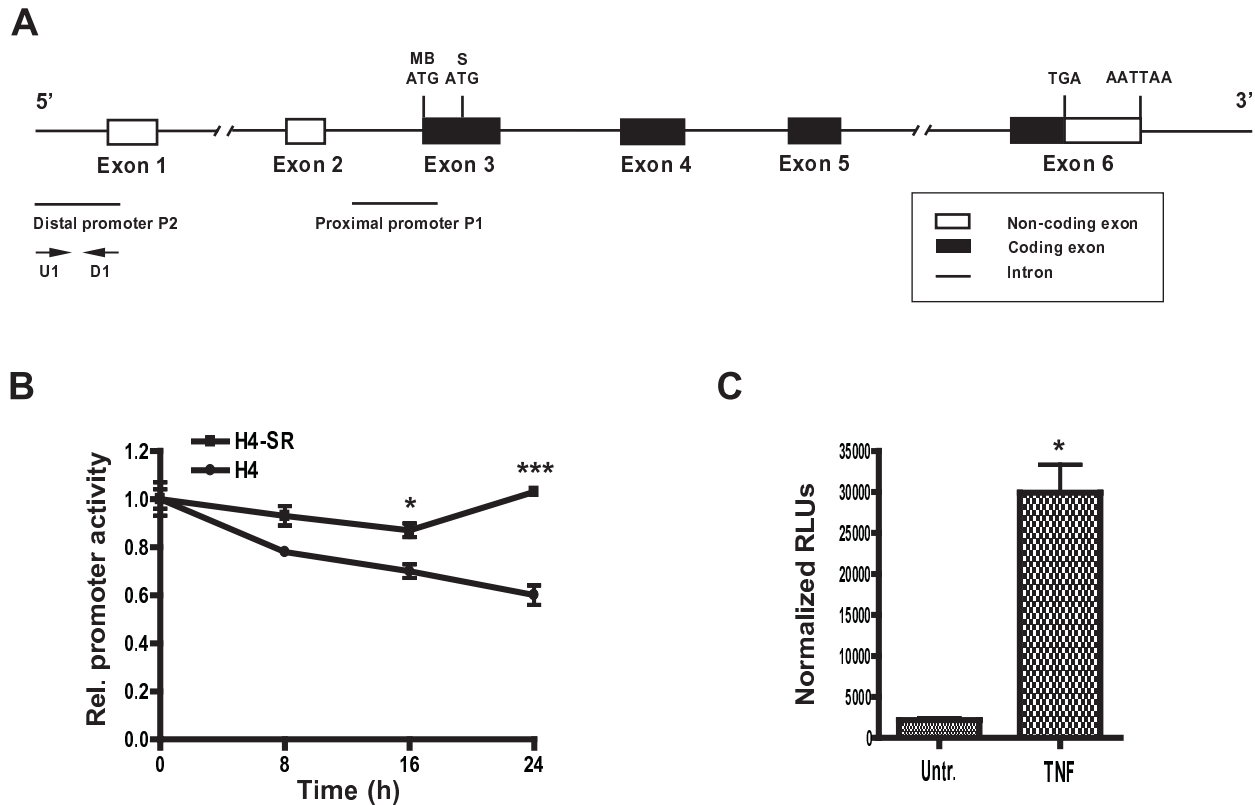 A
MB S
ATG ATG
TGA AATTAA
5’ 3’
Exon 1 Exon 2 Exon 3 Exon 4 Exon 5 Exon 6
Distal promoter P2 Proximal promoter P1
U1 D1
Non-coding exon
Coding exon
Intron
B
H4-SR
H4
Rel. promoter activity
1.2
1.0
0.8
0.6
0.4
0.2
0.0
* ***
0 8 16 24
Time (h)
C
Normalized RLUs
35000
30000
25000
20000
15000
10000
5000
0
*
Untr. TNF